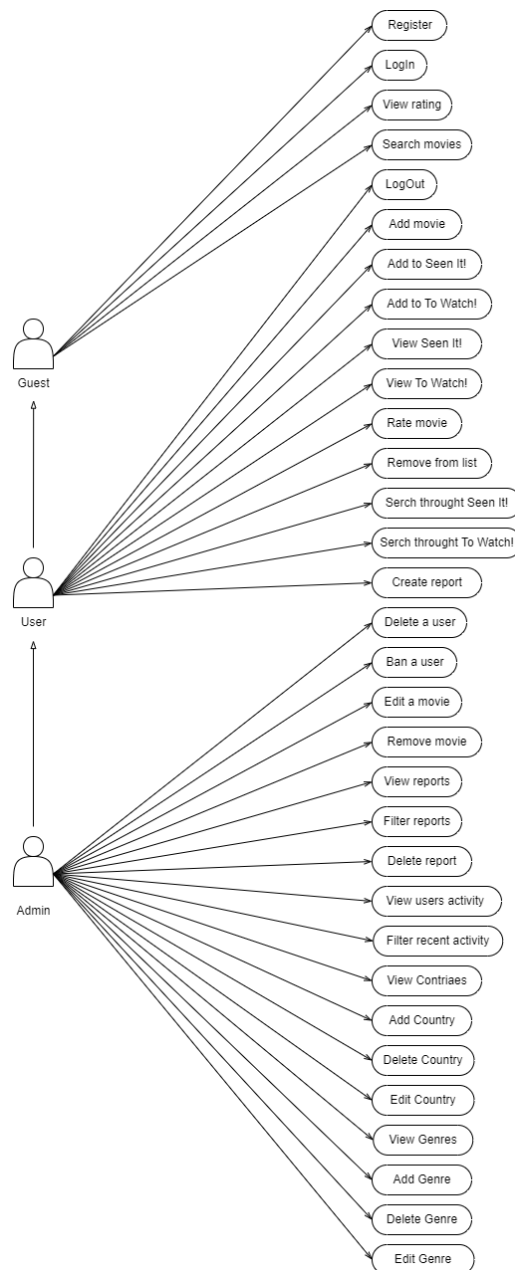 Register
LogIn
View rating
Search movies
LogOut
Add movie
Add to Seen It!
Add to To Watch!
View Seen It!
Guest
View To Watch!
Rate movie
Remove from list
Serch throught Seen It!
Serch throught To Watch!
Create report
User
Delete a user
Ban a user
Edit a movie
Remove movie
View reports
Filter reports
Delete report
View users activity
Admin
Filter recent activity
View Contriaes
Add Country
Delete Country
Edit Country
View Genres
Add Genre
Delete Genre
Edit Genre